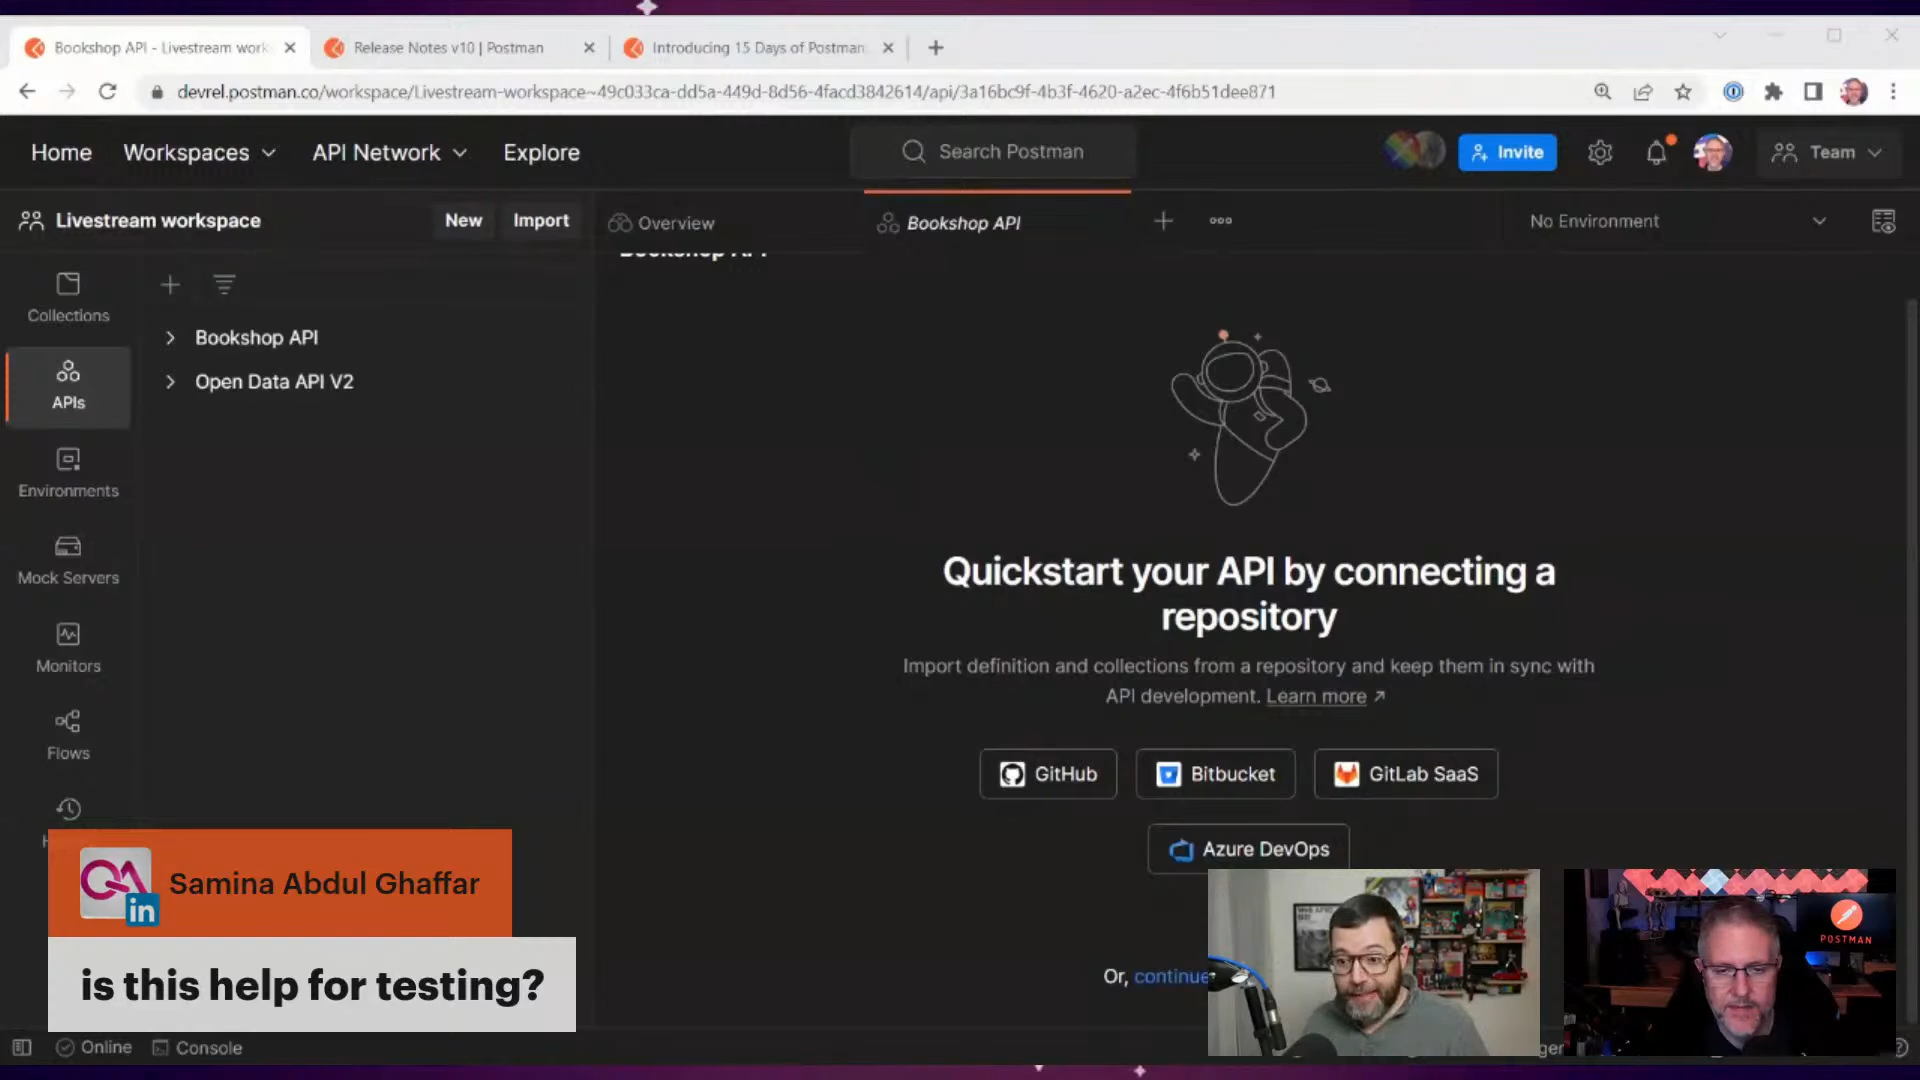 Bookshop API - Livestream work
Release Notes v10 | Postman
Introducing 15 Days of Postman
devrel.postman.co/workspace/Livestream-workspace~49c033ca-dd5a-449d-8d56-4facd3842614/api/3a16bc9f-4b3f-4620-a2ec-4f6b51dee871
Home
Workspaces
API Network
Explore
Search Postman
Invite
Team
Livestream workspace
New
Import
Overview
Bookshop API
No Environment
Bookshop API
Collections
APIs
Environments
Mock Servers
Monitors
Flows
Bookshop API
Open Data API V2
Quickstart your API by connecting a
repository
Import definition and collections from a repository and keep them in sync with
API development. Learn more ↗
GitHub
Bitbucket
GitLab SaaS
Azure DevOps
Or, continue
QA
in
Samina Abdul Ghaffar
is this help for testing?
POSTMAN
Online
Console